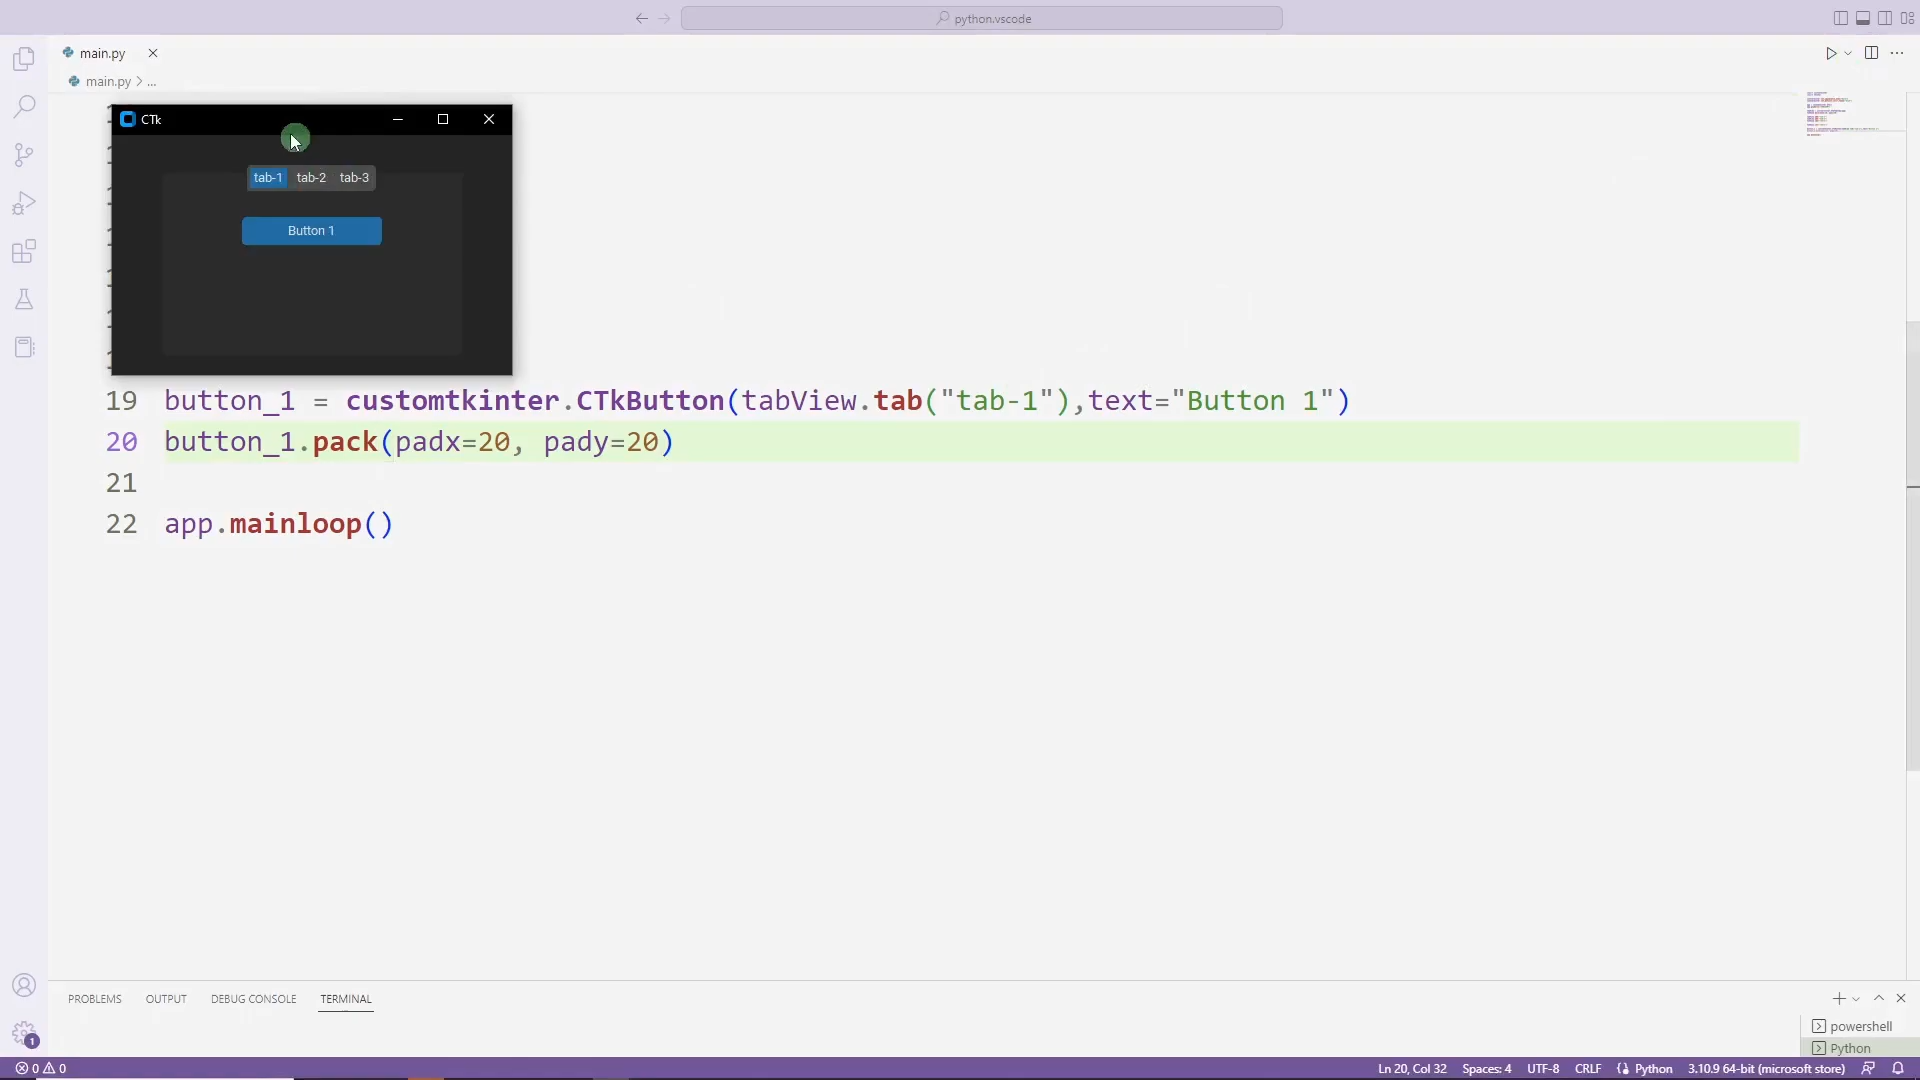 python.vscode
main.py
main.py > ...
CTk
tab-1 tab-2 tab-3
Button 1
19 button_1 = customtkinter.CTkButton(tabView.tab("tab-1"),text="Button 1")
20 button_1.pack(padx=20, pady=20)
21
22 app.mainloop()
PROBLEMS OUTPUT DEBUG CONSOLE TERMINAL
powershell
Python
1
0 0 Ln 20, Col 32 Spaces: 4 UTF-8 CRLF Python 3.10.9 64-bit (microsoft store)